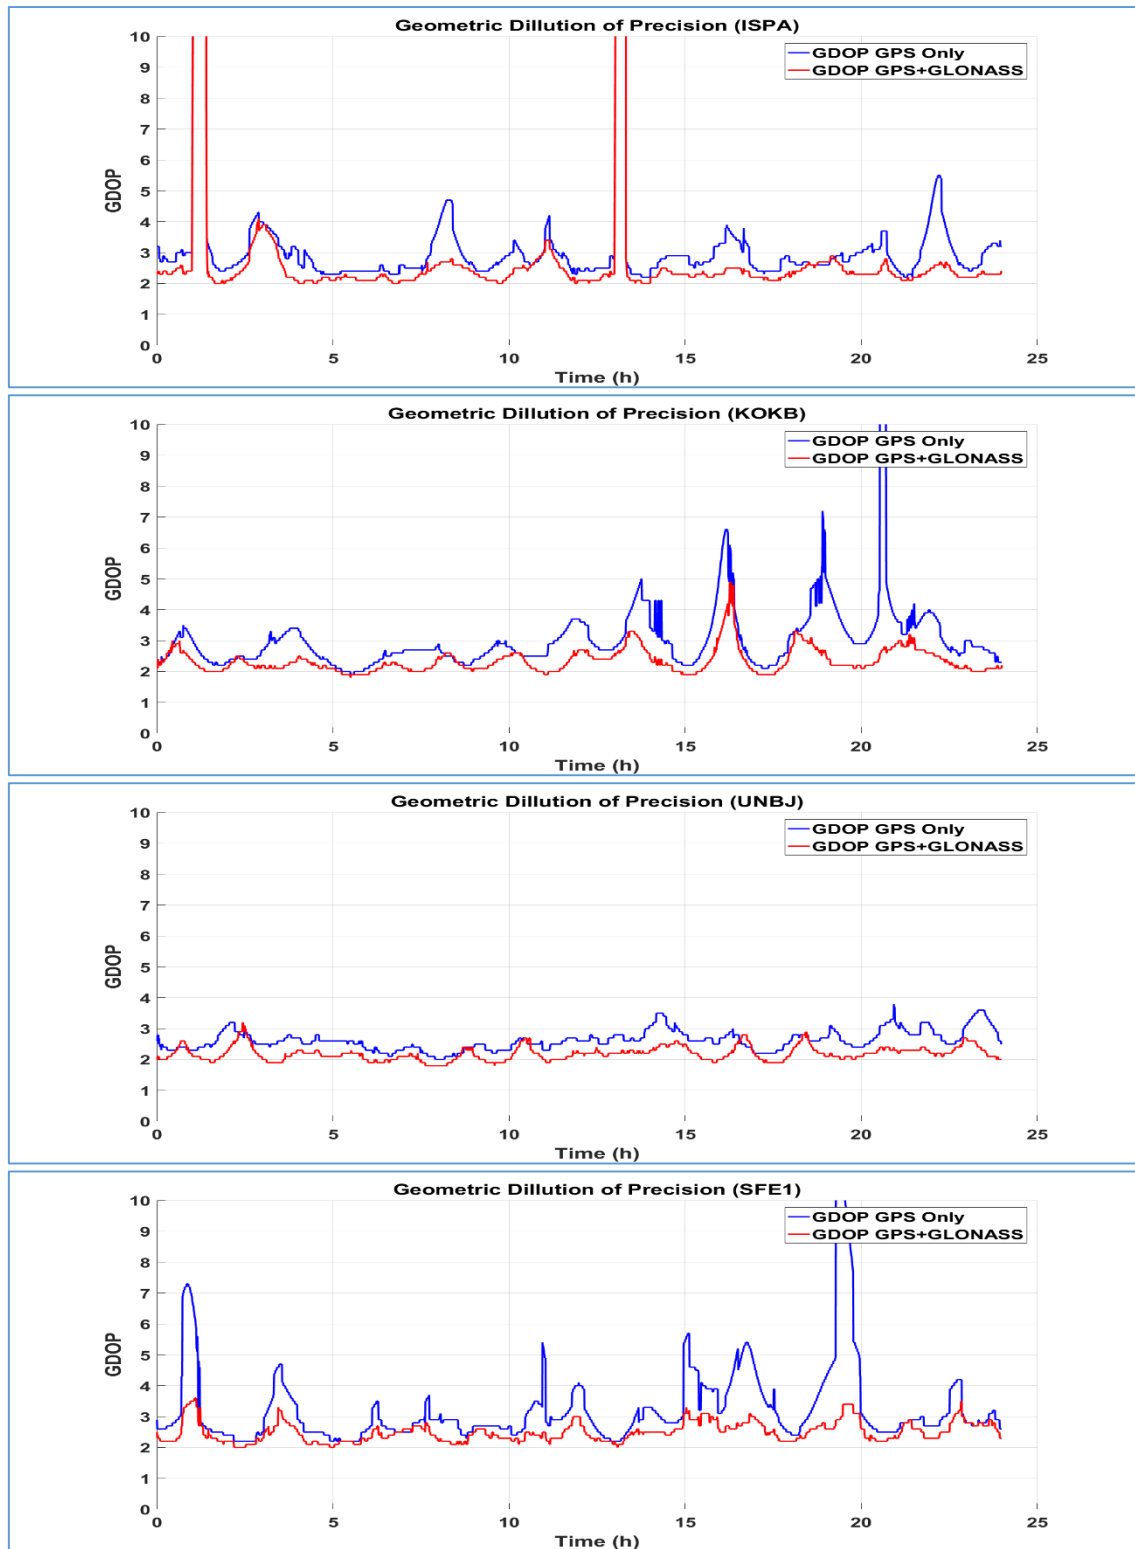 Geometric Dillution of Precision (ISPA)
GDOP GPS Only
GDOP GPS+GLONASS
10
9
8
7
6
5
4
3
2
1
0
GDOP
0 5 10 15 20 25
Time (h)
Geometric Dillution of Precision (KOKB)
GDOP GPS Only
GDOP GPS+GLONASS
10
9
8
7
6
5
4
3
2
1
0
GDOP
0 5 10 15 20 25
Time (h)
Geometric Dillution of Precision (UNBJ)
GDOP GPS Only
GDOP GPS+GLONASS
10
9
8
7
6
5
4
3
2
1
0
GDOP
0 5 10 15 20 25
Time (h)
Geometric Dillution of Precision (SFE1)
GDOP GPS Only
GDOP GPS+GLONASS
10
9
8
7
6
5
4
3
2
1
0
GDOP
0 5 10 15 20 25
Time (h)